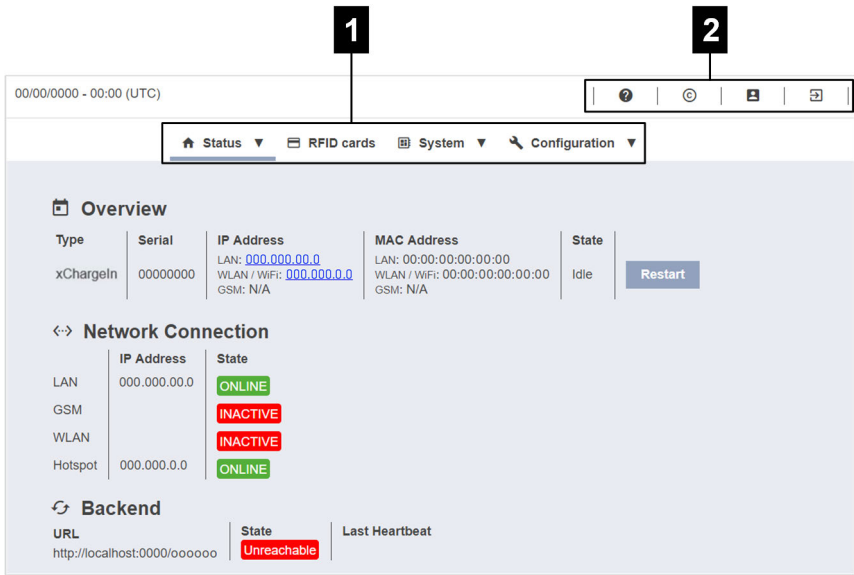 1
2
00/00/0000 - 00:00 (UTC)
Status ▼ RFID cards System ▼ Configuration ▼
Overview
Type Serial IP Address MAC Address State
LAN: 000.000.00.0 LAN: 00:00:00:00:00:00
xChargeIn 00000000 WLAN / WiFi: 000.000.0.0 WLAN / WiFi: 00:00:00:00:00:00 Idle Restart
GSM: N/A GSM: N/A
Network Connection
IP Address State
LAN 000.000.00.0 ONLINE
GSM INACTIVE
WLAN INACTIVE
Hotspot 000.000.0.0 ONLINE
Backend
URL State Last Heartbeat
http://localhost:0000/oooooo Unreachable